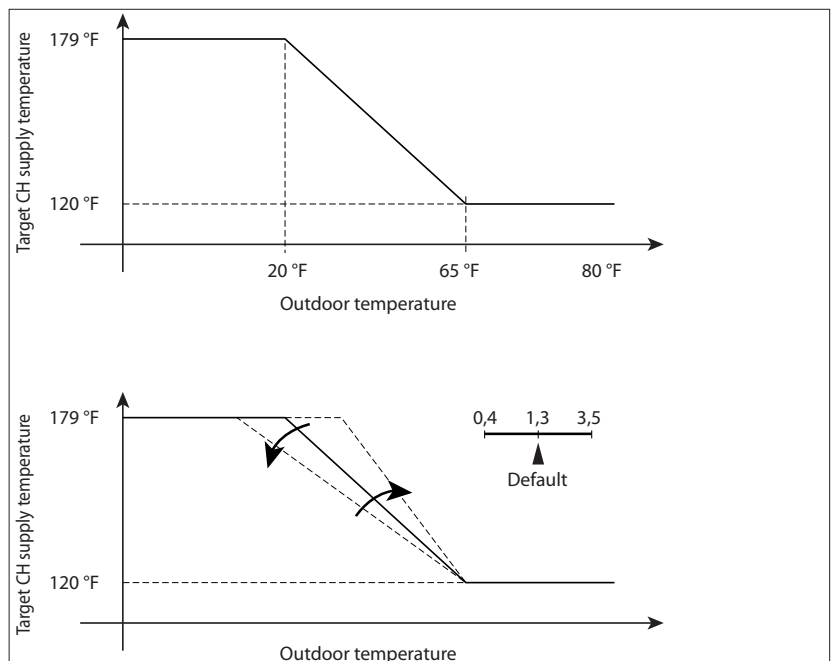 179 °F
Target CH supply temperature
120 °F
20 °F 65 °F 80 °F
Outdoor temperature
179 °F
Target CH supply temperature
0,4 1,3 3,5
Default
120 °F
Outdoor temperature